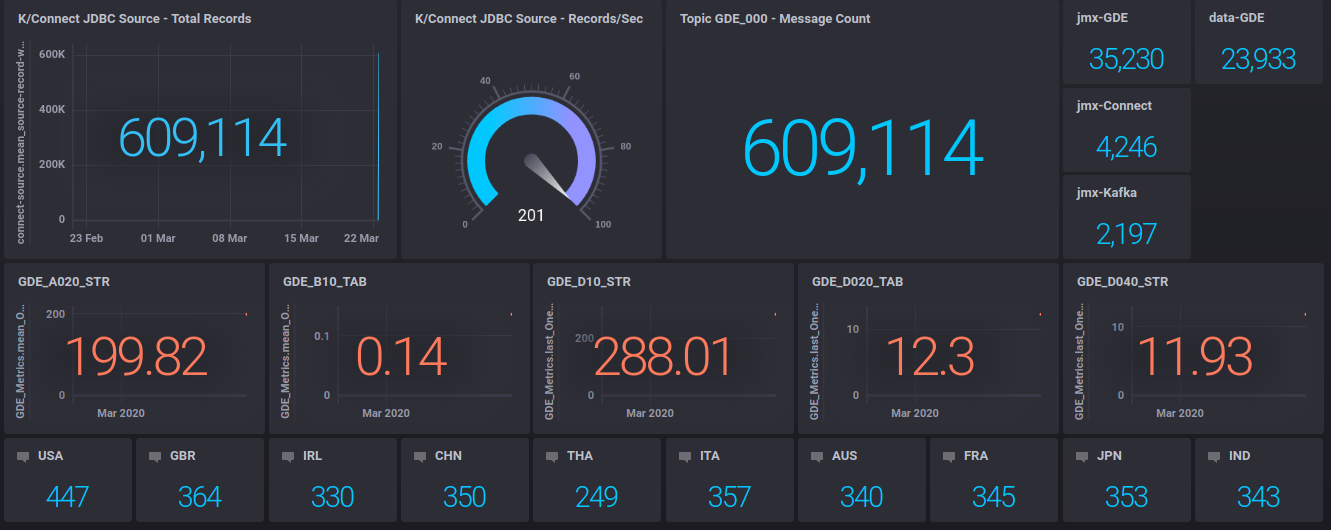 K/Connect JDBC Source - Total Records
connect-source.mean_source-record-w...
600K
400K
200K
0
609,114
23 Feb 01 Mar 08 Mar 15 Mar 22 Mar
K/Connect JDBC Source - Records/Sec
0
20
40
60
80
100
201
Topic GDE_000 - Message Count
609,114
jmx-GDE
35,230
data-GDE
23,933
jmx-Connect
4,246
jmx-Kafka
2,197
GDE_A020_STR
GDE_Metrics.mean_O...
200
0
199.82
Mar 2020
GDE_B10_TAB
GDE_Metrics.mean_O...
0.1
0
0.14
Mar 2020
GDE_D10_STR
GDE_Metrics.last_One...
200
0
288.01
Mar 2020
GDE_D020_TAB
GDE_Metrics.last_One...
10
0
12.3
Mar 2020
GDE_D040_STR
GDE_Metrics.last_One...
10
0
11.93
Mar 2020
USA
447
GBR
364
IRL
330
CHN
350
THA
249
ITA
357
AUS
340
FRA
345
JPN
353
IND
343